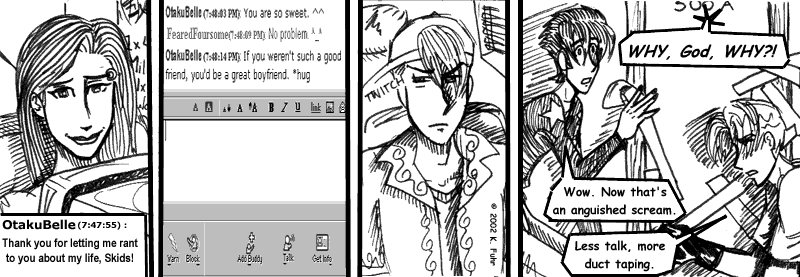 OtakuBelle (7:47:55) :
Thank you for letting me rant
to you about my life, Skids!
OtakuBelle (7:48:03 PM): You are so sweet. ^^
FearedFoursome(7:48:09 PM): No problem. ^_^
OtakuBelle (7:48:14 PM): If you weren't such a good
friend, you'd be a great boyfriend. *hug
A A A A A B I U link
Warn Block Add Buddy Talk Get Info
TWITCH
© 2002 K. Fuhr
500 A
WHY, God, WHY?!
Wow. Now that's
an anguished scream.
Less talk, more
duct taping.